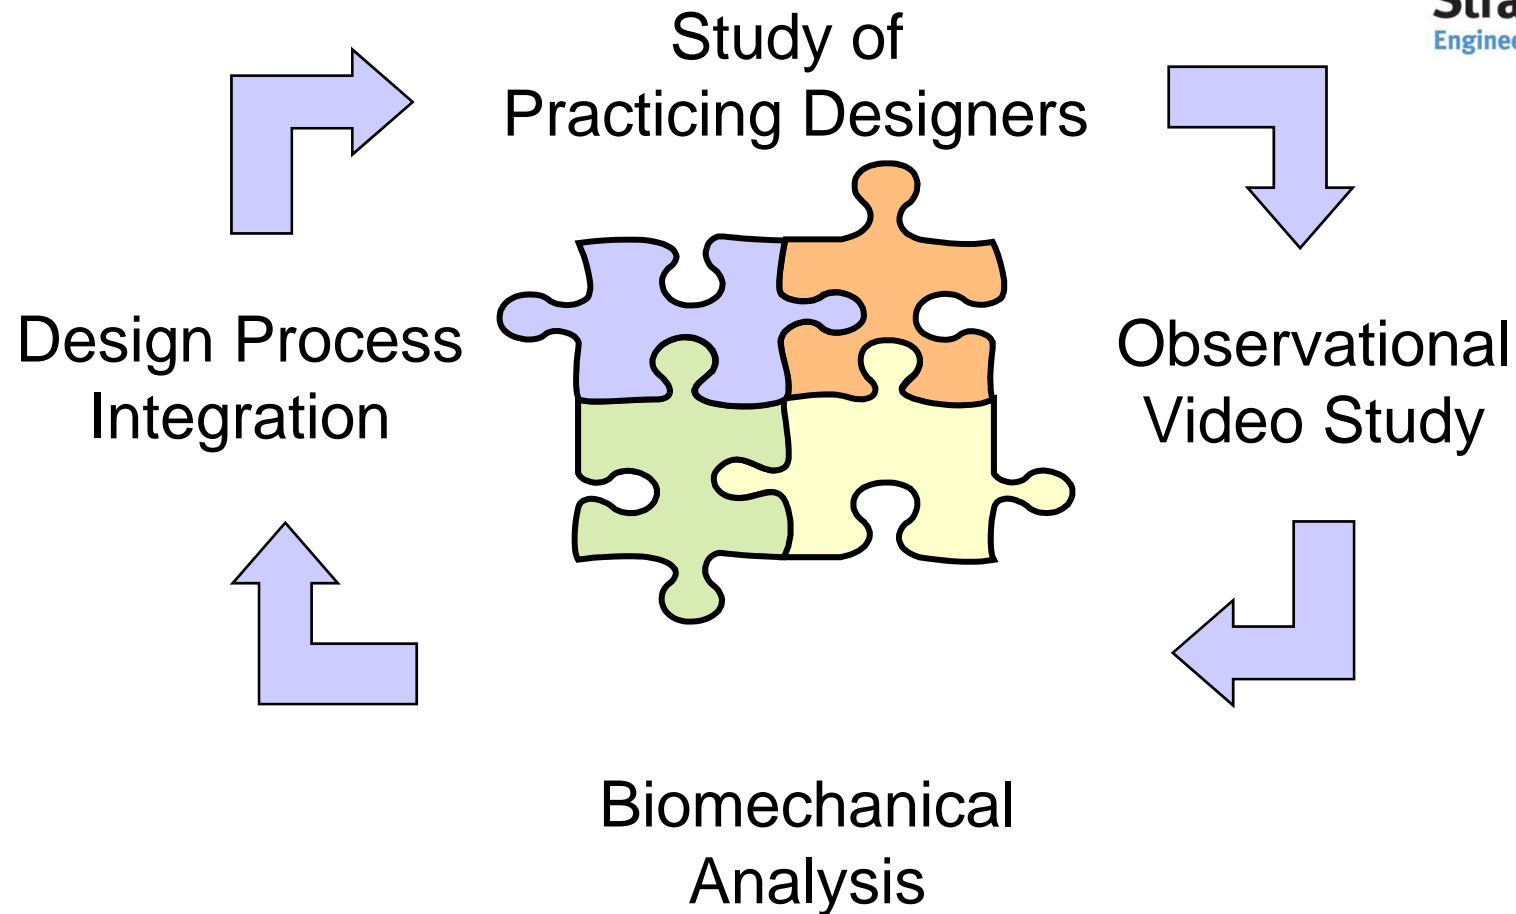 Study of
Practicing Designers
Design Process
Integration
Observational
Video Study
Biomechanical
Analysis